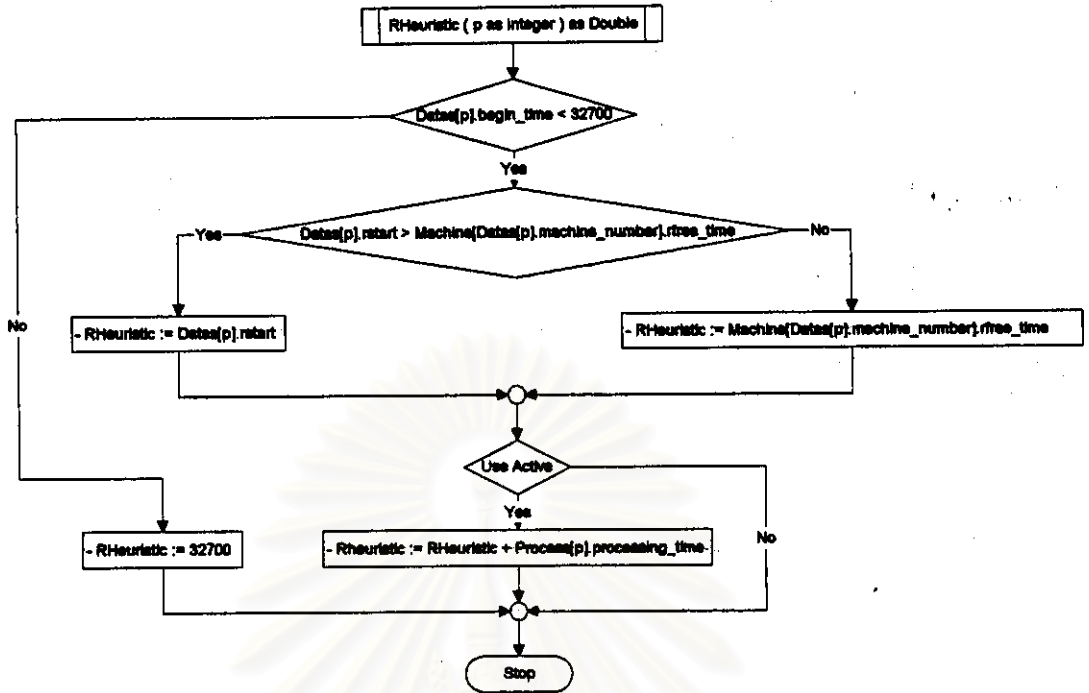 RHeuristic ( p as Integer ) as Double
Datas[p].begin_time < 32700
Yes
Datas[p].rstart > Machine[Datas[p].machine_number].rfree_time
Yes
No
No
- RHeuristic := Datas[p].rstart
- RHeuristic := Machine[Datas[p].machine_number].rfree_time
Use Active
Yes
No
- RHeuristic := 32700
- Rheuristic := RHeuristic + Process[p].processing_time
Stop